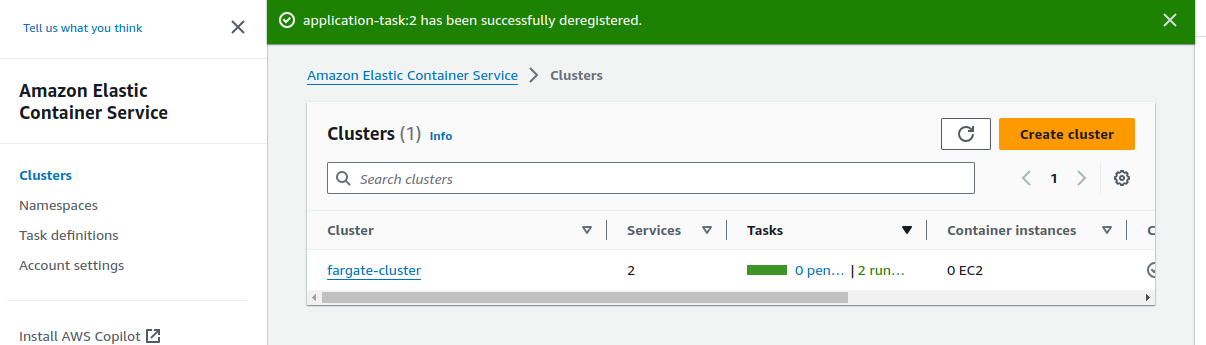 Tell us what you think
application-task:2 has been successfully deregistered.
Amazon Elastic Container Service
Amazon Elastic Container Service > Clusters
Clusters (1) Info
Create cluster
Search clusters
1
Clusters
Namespaces
Task definitions
Account settings
Install AWS Copilot
Cluster Services Tasks Container instances C
fargate-cluster 2 0 pen... | 2 run... 0 EC2